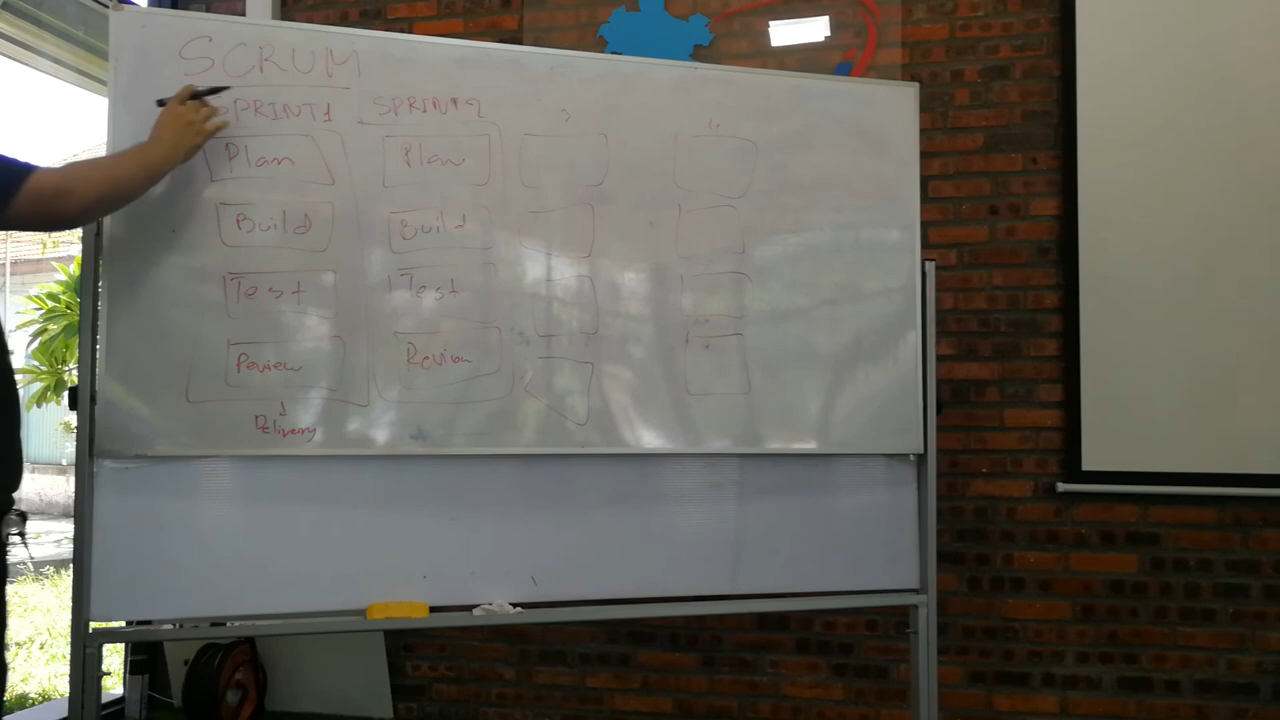 SCRUM
SPRINT1
SPRINT2
Plan
Plan
Build
Build
Test
Test
Review
Review
Delivery